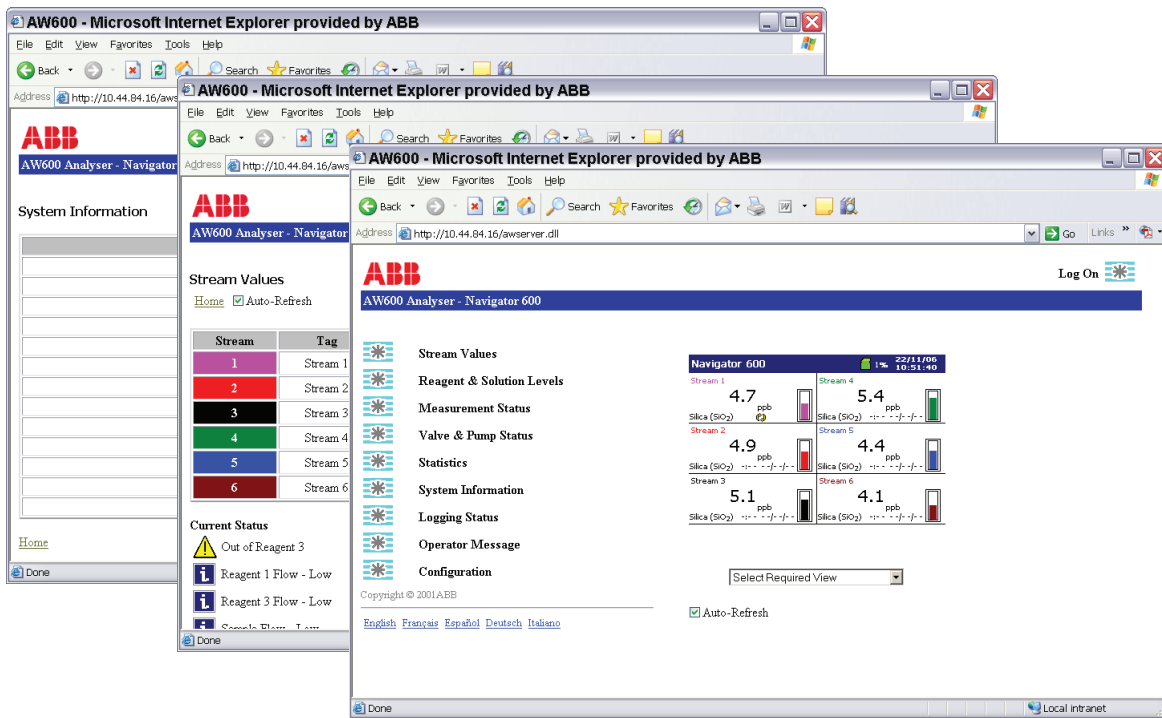 AW600 - Microsoft Internet Explorer provided by ABB
File Edit View Favorites Tools Help
Back Search Favorites
Address http://10.44.84.16/aws
ABB
AW600 Analyser - Navigator
System Information
Home
Done
AW600 - Microsoft Internet Explorer provided by ABB
File Edit View Favorites Tools Help
Back Search Favorites
Address http://10.44.84.16/aws
ABB
AW600 Analyser - Navigator
Stream Values
Home Auto-Refresh
Stream Tag
1 Stream 1
2 Stream 2
3 Stream 3
4 Stream 4
5 Stream 5
6 Stream 6
Current Status
Out of Reagent 3
Reagent 1 Flow - Low
Reagent 3 Flow - Low
Sample Flow - Low
Done
AW600 - Microsoft Internet Explorer provided by ABB
File Edit View Favorites Tools Help
Back Search Favorites
Address http://10.44.84.16/awserver.dll Go Links »
ABB
Log On
AW600 Analyser - Navigator 600
Stream Values
Reagent & Solution Levels
Measurement Status
Valve & Pump Status
Statistics
System Information
Logging Status
Operator Message
Configuration
Copyright © 2001ABB
English Français Español Deutsch Italiano
Navigator 600 1% 22/11/06 10:51:40
Stream 1 Stream 4
4.7 ppb 5.4 ppb
Silica (SiO₂) Silica (SiO₂) -:-- --/-/--
Stream 2 Stream 5
4.9 ppb 4.4 ppb
Silica (SiO₂) -:-- --/-/-- Silica (SiO₂) -:-- --/-/--
Stream 3 Stream 6
5.1 ppb 4.1 ppb
Silica (SiO₂) -:-- --/-/-- Silica (SiO₂) -:-- --/-/--
Select Required View
Auto-Refresh
Done Local intranet